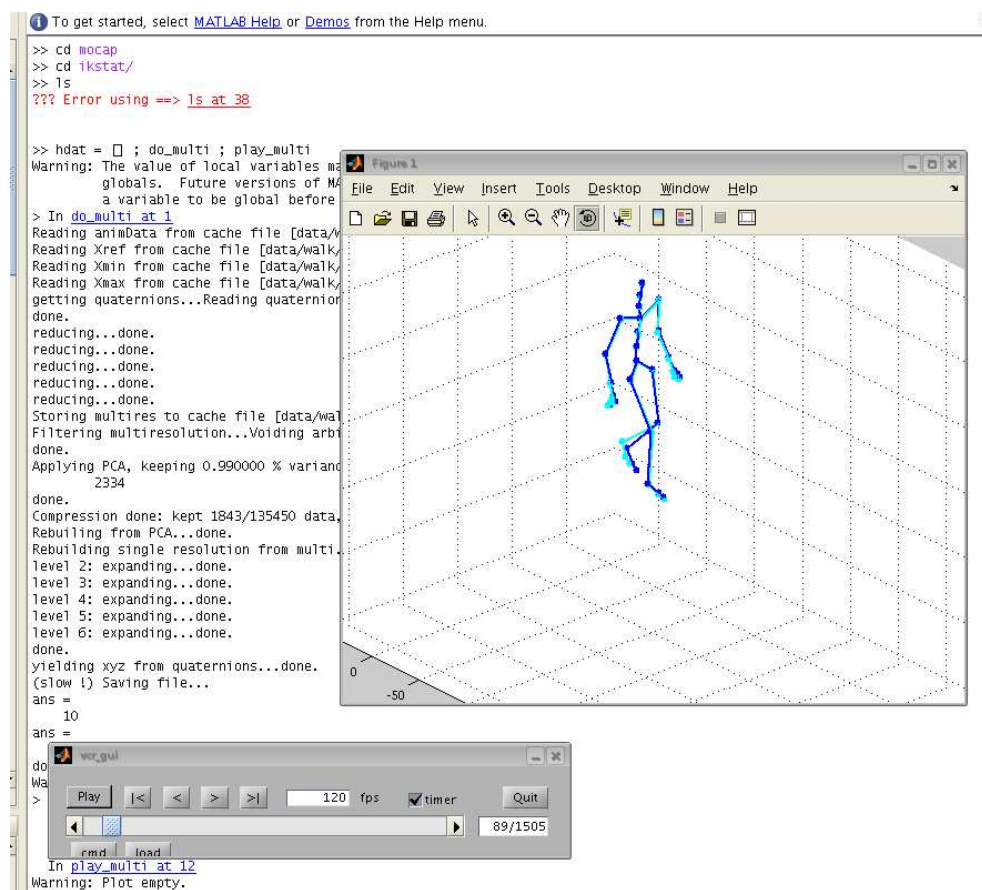 To get started, select MATLAB Help or Demos from the Help menu.
>> cd mocap
>> cd ikstat/
>> ls
??? Error using ==> ls at 38
>> hdat = [] ; do_multi ; play_multi
Warning: The value of local variables ma
globals. Future versions of MA
a variable to be global before
> In do_multi at 1
Reading animData from cache file [data/w
Reading Xref from cache file [data/walk/
Reading Xmin from cache file [data/walk/
Reading Xmax from cache file [data/walk/
getting quaternions...Reading quaternion
done.
reducing...done.
reducing...done.
reducing...done.
reducing...done.
reducing...done.
Storing multires to cache file [data/wal
Filtering multiresolution...Voiding arbi
done.
Applying PCA, keeping 0.990000 % varianc
2334
done.
Compression done: kept 1843/135450 data,
Rebuiling from PCA...done.
Rebuilding single resolution from multi.
level 2: expanding...done.
level 3: expanding...done.
level 4: expanding...done.
level 5: expanding...done.
level 6: expanding...done.
done.
yielding xyz from quaternions...done.
(slow !) Saving file...
ans =
10
ans =
do
Wa
>
In play_multi at 12
Warning: Plot empty.
Figure 1
File Edit View Insert Tools Desktop Window Help
0
-50
vcr_gui
Play |< < > >| 120 fps timer Quit
89/1505
cmd load